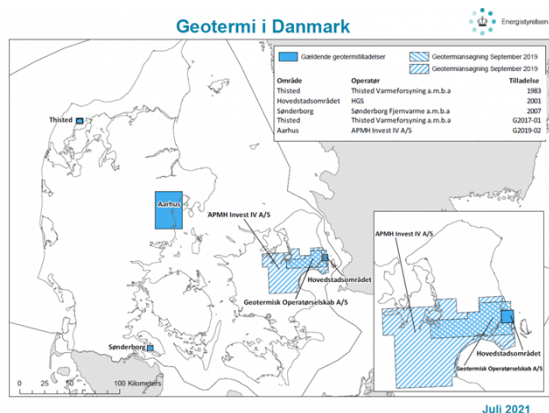 Geotermi i Danmark
Energistyrelsen
Gældende geotermitilladelser
Geotermiansøgning September 2019
Geotermiansøgning September 2019
Område Operatør Tilladelse
Thisted Thisted Varmeforsyning a.m.b.a 1983
Hovedstadsområdet HGS 2001
Sønderborg Sønderborg Fjernvarme a.m.b.a 2007
Thisted Thisted Varmeforsyning a.m.b.a G2017-01
Aarhus APMH Invest IV A/S G2019-02
Thisted
Aarhus
APMH Invest IV A/S
Hovedstadsområdet
Geotermisk Operatørselskab A/S
Sønderborg
0 25 50 100 Kilometers
APMH Invest IV A/S
Hovedstadsområdet
Geotermisk Operatørselskab A/S
Juli 2021